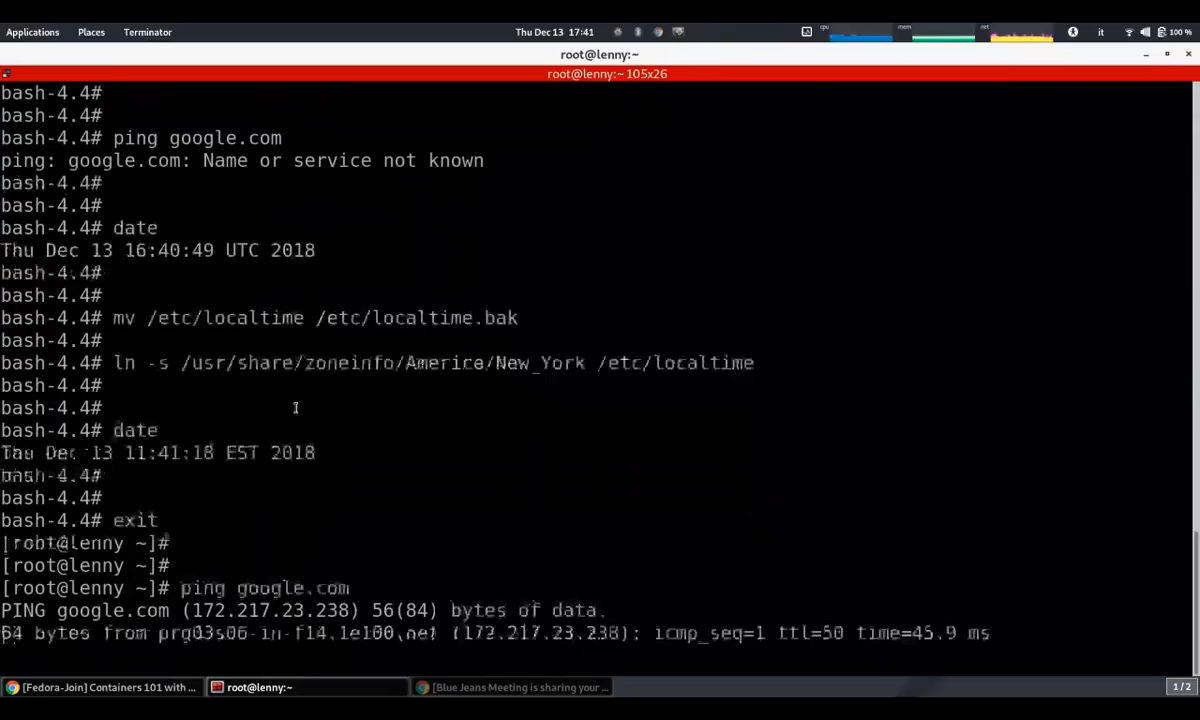 Applications Places Terminator Thu Dec 13 17:41 cpu mem net it 100 %
root@lenny:~
root@lenny:~ 105x26
bash-4.4#
bash-4.4#
bash-4.4# ping google.com
ping: google.com: Name or service not known
bash-4.4#
bash-4.4#
bash-4.4# date
Thu Dec 13 16:40:49 UTC 2018
bash-4.4#
bash-4.4#
bash-4.4# mv /etc/localtime /etc/localtime.bak
bash-4.4#
bash-4.4# ln -s /usr/share/zoneinfo/America/New_York /etc/localtime
bash-4.4#
bash-4.4#
bash-4.4# date
Thu Dec 13 11:41:18 EST 2018
bash-4.4#
bash-4.4#
bash-4.4# exit
[root@lenny ~]#
[root@lenny ~]#
[root@lenny ~]# ping google.com
PING google.com (172.217.23.238) 56(84) bytes of data.
64 bytes from prg03s06-in-f14.1e100.net (172.217.23.238): icmp_seq=1 ttl=50 time=45.9 ms
[Fedora-Join] Containers 101 with ... root@lenny:~ [Blue Jeans Meeting is sharing your ... 1/2